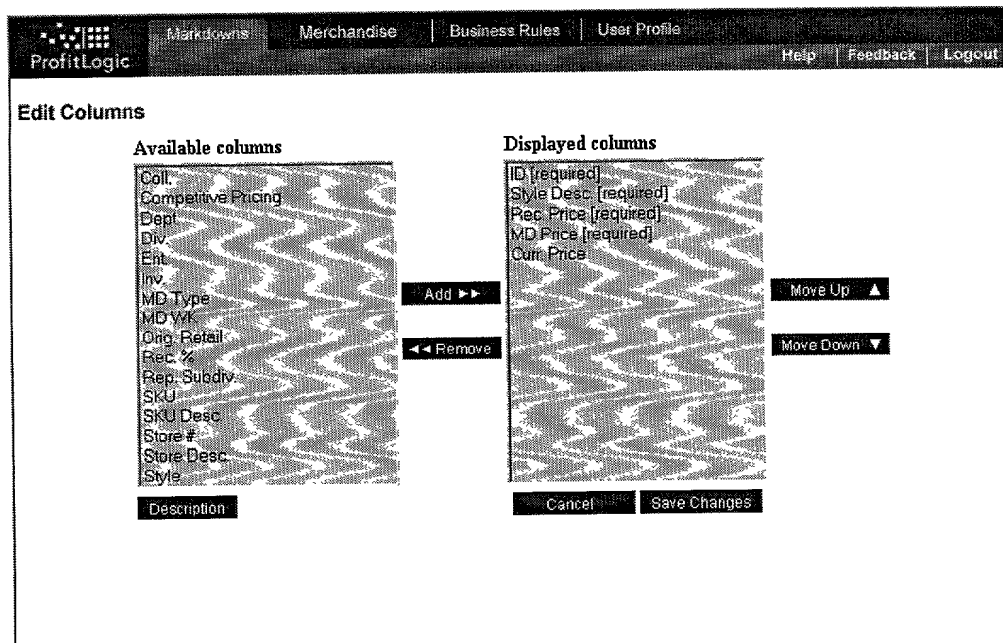 Markdowns Merchandise Business Rules User Profile
ProfitLogic
Help Feedback Logout
Edit Columns
Available columns
Coll.
Competitive Pricing
Dept.
Div.
Ent.
Inv.
MD Type
MD WK
Orig. Retail
Rec. %
Rep. Subdiv.
SKU
SKU Desc.
Store #
Store Desc.
Style
Description
Add ►►
◄◄ Remove
Displayed columns
ID [required]
Style Desc. [required]
Rec. Price [required]
MD Price [required]
Curr. Price
Cancel Save Changes
Move Up ▲
Move Down ▼